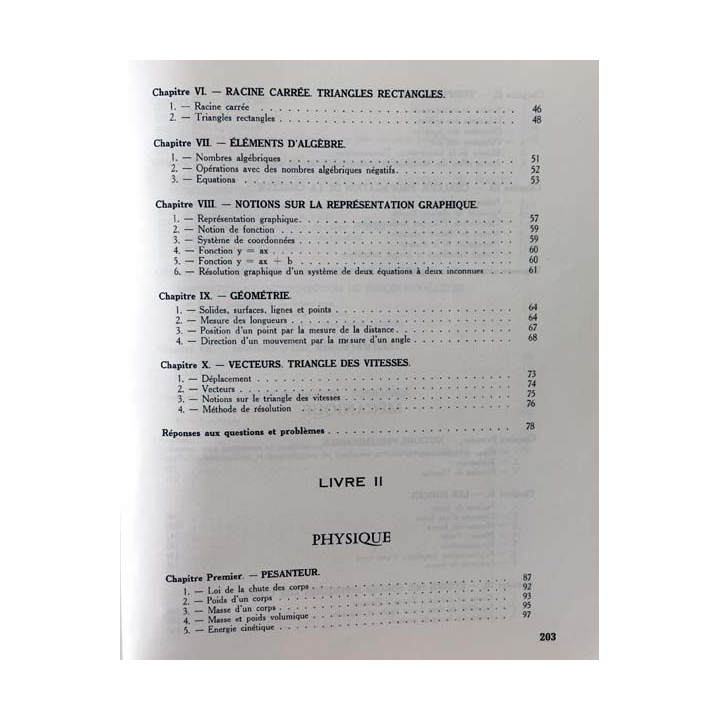 Chapitre VI. — RACINE CARRÉE. TRIANGLES RECTANGLES.
1. — Racine carrée . . . . . . . . . . . . . . . . . . . . . . 46
2. — Triangles rectangles . . . . . . . . . . . . . . . . . . . . 48
Chapitre VII. — ÉLÉMENTS D'ALGÈBRE.
1. — Nombres algébriques . . . . . . . . . . . . . . . . . . . . 51
2. — Opérations avec des nombres algébriques négatifs . . . . . . . . . 52
3. — Equations . . . . . . . . . . . . . . . . . . . . . . . 53
Chapitre VIII. — NOTIONS SUR LA REPRÉSENTATION GRAPHIQUE.
1. — Représentation graphique . . . . . . . . . . . . . . . . . . 57
2. — Notion de fonction . . . . . . . . . . . . . . . . . . . . 59
3. — Système de coordonnées . . . . . . . . . . . . . . . . . . 59
4. — Fonction y = ax . . . . . . . . . . . . . . . . . . . . . 60
5. — Fonction y = ax + b . . . . . . . . . . . . . . . . . . . 60
6. — Résolution graphique d'un système de deux équations à deux inconnues . . . 61
Chapitre IX. — GÉOMÉTRIE.
1. — Solides, surfaces, lignes et points . . . . . . . . . . . . . . . 64
2. — Mesure des longueurs . . . . . . . . . . . . . . . . . . . 64
3. — Position d'un point par la mesure de la distance . . . . . . . . . . 67
4. — Direction d'un mouvement par la mesure d'un angle . . . . . . . . 68
Chapitre X. — VECTEURS. TRIANGLE DES VITESSES.
1. — Déplacement . . . . . . . . . . . . . . . . . . . . . . 73
2. — Vecteurs . . . . . . . . . . . . . . . . . . . . . . . . 74
3. — Notions sur le triangle des vitesses . . . . . . . . . . . . . . 75
4. — Méthode de résolution . . . . . . . . . . . . . . . . . . . 76
Réponses aux questions et problèmes . . . . . . . . . . . . . . . . 78
LIVRE II
PHYSIQUE
Chapitre Premier. — PESANTEUR.
1. — Loi de la chute des corps . . . . . . . . . . . . . . . . . . 87
2. — Poids d'un corps . . . . . . . . . . . . . . . . . . . . . 92
3. — Masse d'un corps . . . . . . . . . . . . . . . . . . . . . 93
4. — Masse et poids volumique . . . . . . . . . . . . . . . . . . 95
5. — Energie cinétique . . . . . . . . . . . . . . . . . . . . . 97
203